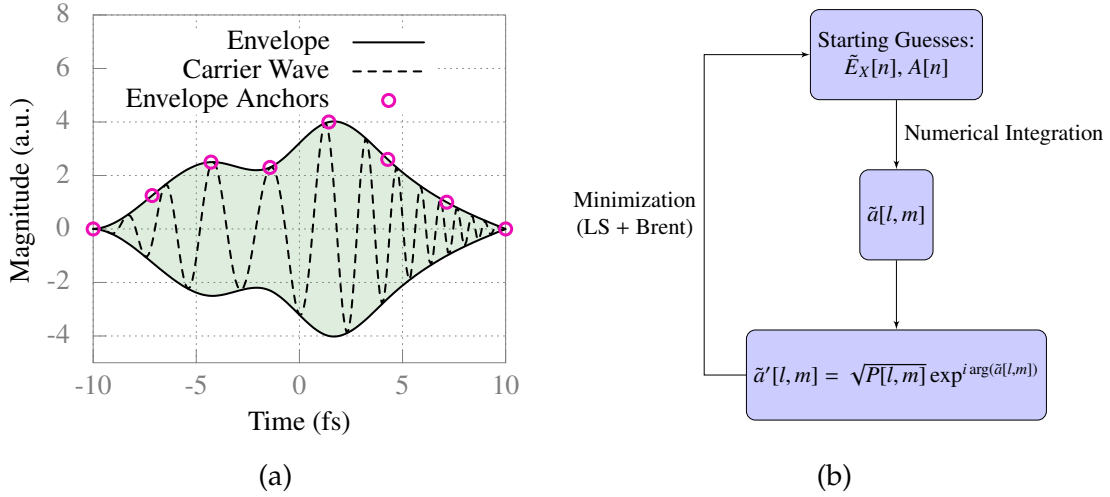 8
6
4
2
0
-2
-4
-10
-5
0
5
10
Magnitude (a.u.)
Time (fs)
Envelope
Carrier Wave
Envelope Anchors
(a)
Starting Guesses:
Ẽ_X[n], A[n]
Numerical Integration
ã[l, m]
Minimization
(LS + Brent)
ã′[l, m] = √P[l, m] exp^{i arg(ã[l,m])}
(b)